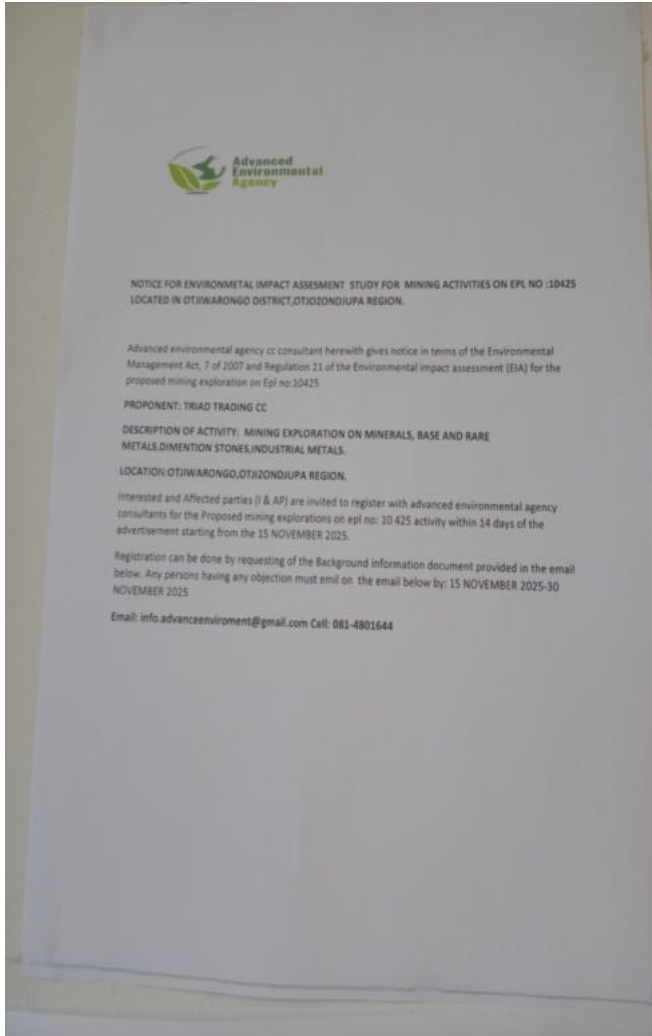 Advanced
Environmental
Agency
NOTICE FOR ENVIRONMETAL IMPACT ASSESMENT STUDY FOR MINING ACTIVITIES ON EPL NO :10425
LOCATED IN OTJIWARONGO DISTRICT,OTJOZONDJUPA REGION.
Advanced environmental agency cc consultant herewith gives notice in terms of the Environmental
Management Act, 7 of 2007 and Regulation 21 of the Environmental impact assessment (EIA) for the
proposed mining exploration on Epl no:10425
PROPONENT: TRIAD TRADING CC
DESCRIPTION OF ACTIVITY: MINING EXPLORATION ON MINERALS, BASE AND RARE
METALS,DIMENTION STONES,INDUSTRIAL METALS.
LOCATION:OTJIWARONGO,OTJIZONDJUPA REGION.
Interested and Affected parties (I & AP) are invited to register with advanced environmental agency
consultants for the Proposed mining explorations on epl no: 10 425 activity within 14 days of the
advertisement starting from the 15 NOVEMBER 2025.
Registration can be done by requesting of the Background information document provided in the email
below. Any persons having any objection must emil on the email below by: 15 NOVEMBER 2025-30
NOVEMBER 2025
Email: info.advanceenviroment@gmail.com Cell: 081-4801644